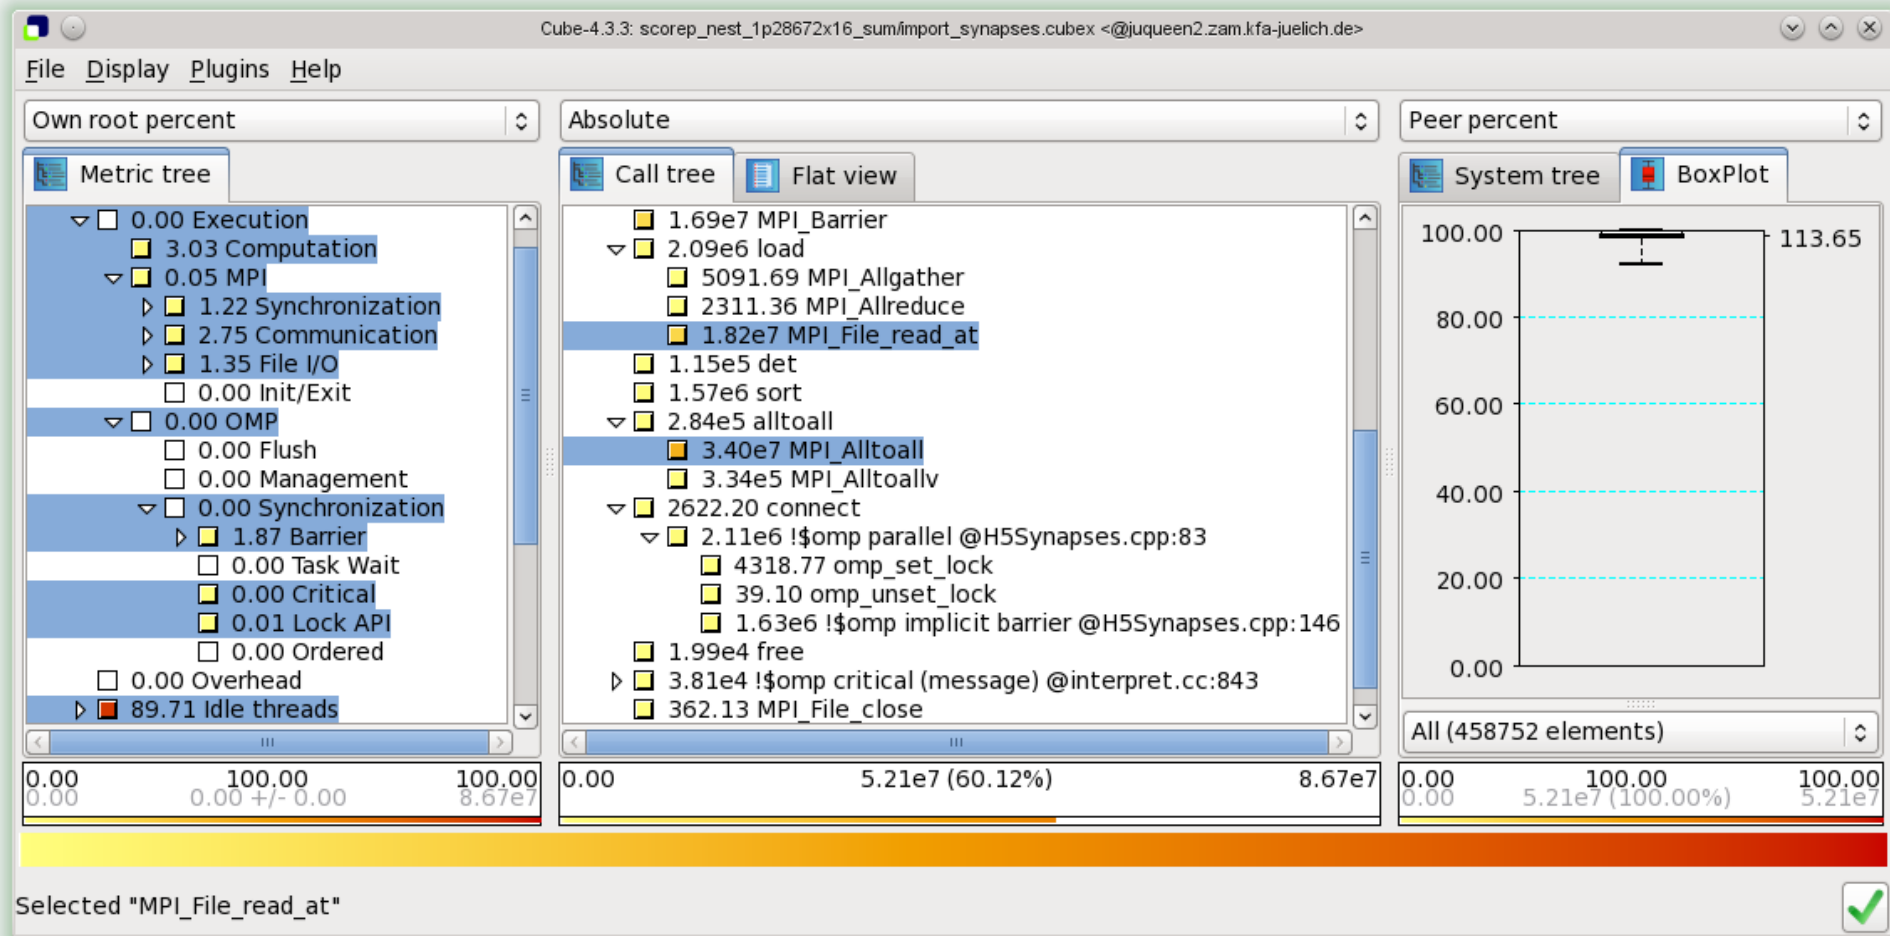 Cube-4.3.3: scorep_nest_1p28672x16_sum/import_synapses.cubex <@juqueen2.zam.kfa-juelich.de>
File Display Plugins Help
Own root percent
Metric tree
0.00 Execution
3.03 Computation
0.05 MPI
1.22 Synchronization
2.75 Communication
1.35 File I/O
0.00 Init/Exit
0.00 OMP
0.00 Flush
0.00 Management
0.00 Synchronization
1.87 Barrier
0.00 Task Wait
0.00 Critical
0.01 Lock API
0.00 Ordered
0.00 Overhead
89.71 Idle threads
0.00 100.00 100.00
0.00 0.00 +/- 0.00 8.67e7
Absolute
Call tree
Flat view
1.69e7 MPI_Barrier
2.09e6 load
5091.69 MPI_Allgather
2311.36 MPI_Allreduce
1.82e7 MPI_File_read_at
1.15e5 det
1.57e6 sort
2.84e5 alltoall
3.40e7 MPI_Alltoall
3.34e5 MPI_Alltoallv
2622.20 connect
2.11e6 !$omp parallel @H5Synapses.cpp:83
4318.77 omp_set_lock
39.10 omp_unset_lock
1.63e6 !$omp implicit barrier @H5Synapses.cpp:146
1.99e4 free
3.81e4 !$omp critical (message) @interpret.cc:843
362.13 MPI_File_close
0.00 5.21e7 (60.12%) 8.67e7
Peer percent
System tree
BoxPlot
100.00
113.65
80.00
60.00
40.00
20.00
0.00
All (458752 elements)
0.00 100.00 100.00
0.00 5.21e7 (100.00%) 5.21e7
Selected "MPI_File_read_at"